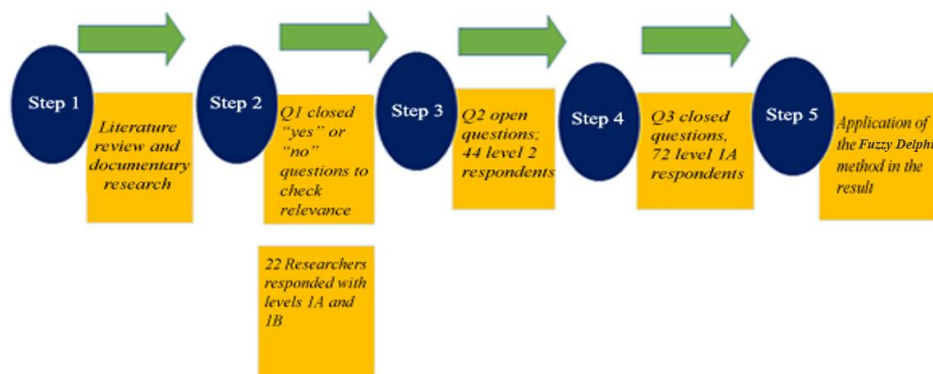 Step 1
Literature
review and
documentary
research
Step 2
Q1 closed
“yes” or
“no”
questions to
check
relevance
22 Researchers
responded with
levels 1A and
1B
Step 3
Q2 open
questions;
44 level 2
respondents
Step 4
Q3 closed
questions,
72 level 1A
respondents
Step 5
Application of
the Fuzzy Delphi
method in the
result